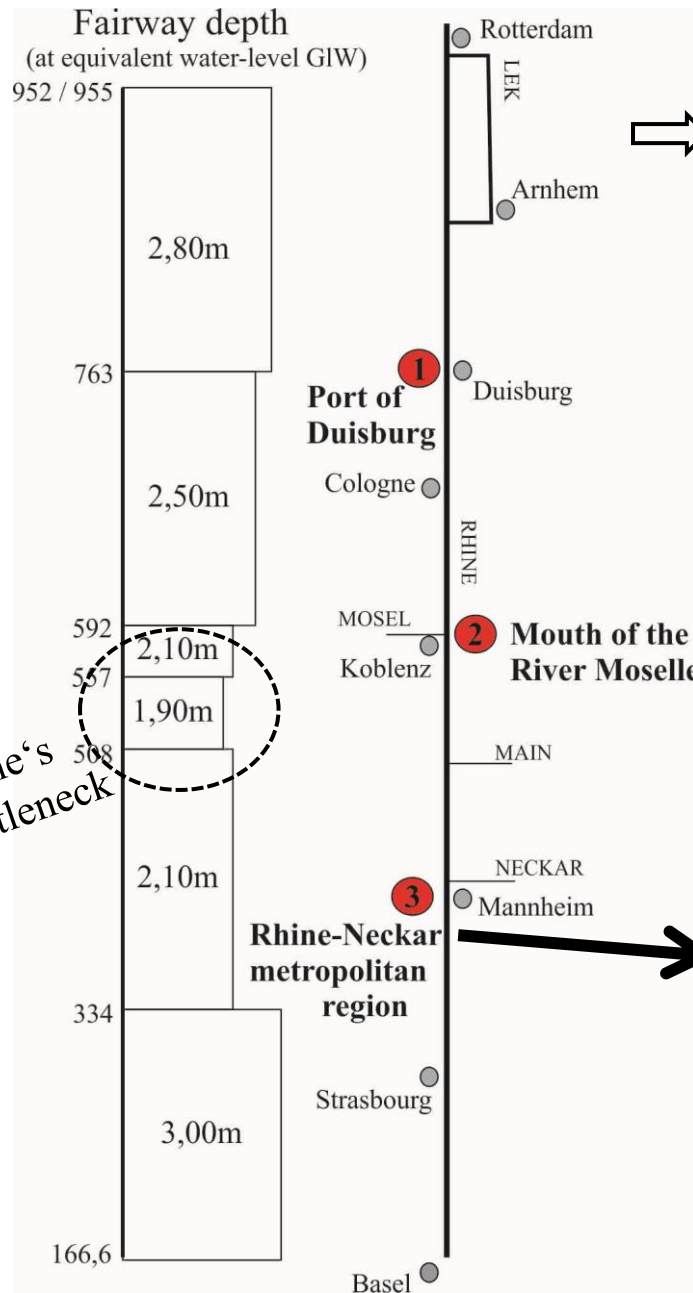 Fairway depth
(at equivalent water-level GlW)
952 / 955
2,80m
763
2,50m
592
2,10m
557
1,90m
508
2,10m
334
3,00m
166,6
ne‘s
tleneck
Rotterdam
LEK
Arnhem
1
Port of
Duisburg
Duisburg
Cologne
RHINE
MOSEL
Koblenz
2
Mouth of the
River Moselle
MAIN
NECKAR
3
Mannheim
Rhine-Neckar
metropolitan
region
Strasbourg
Basel